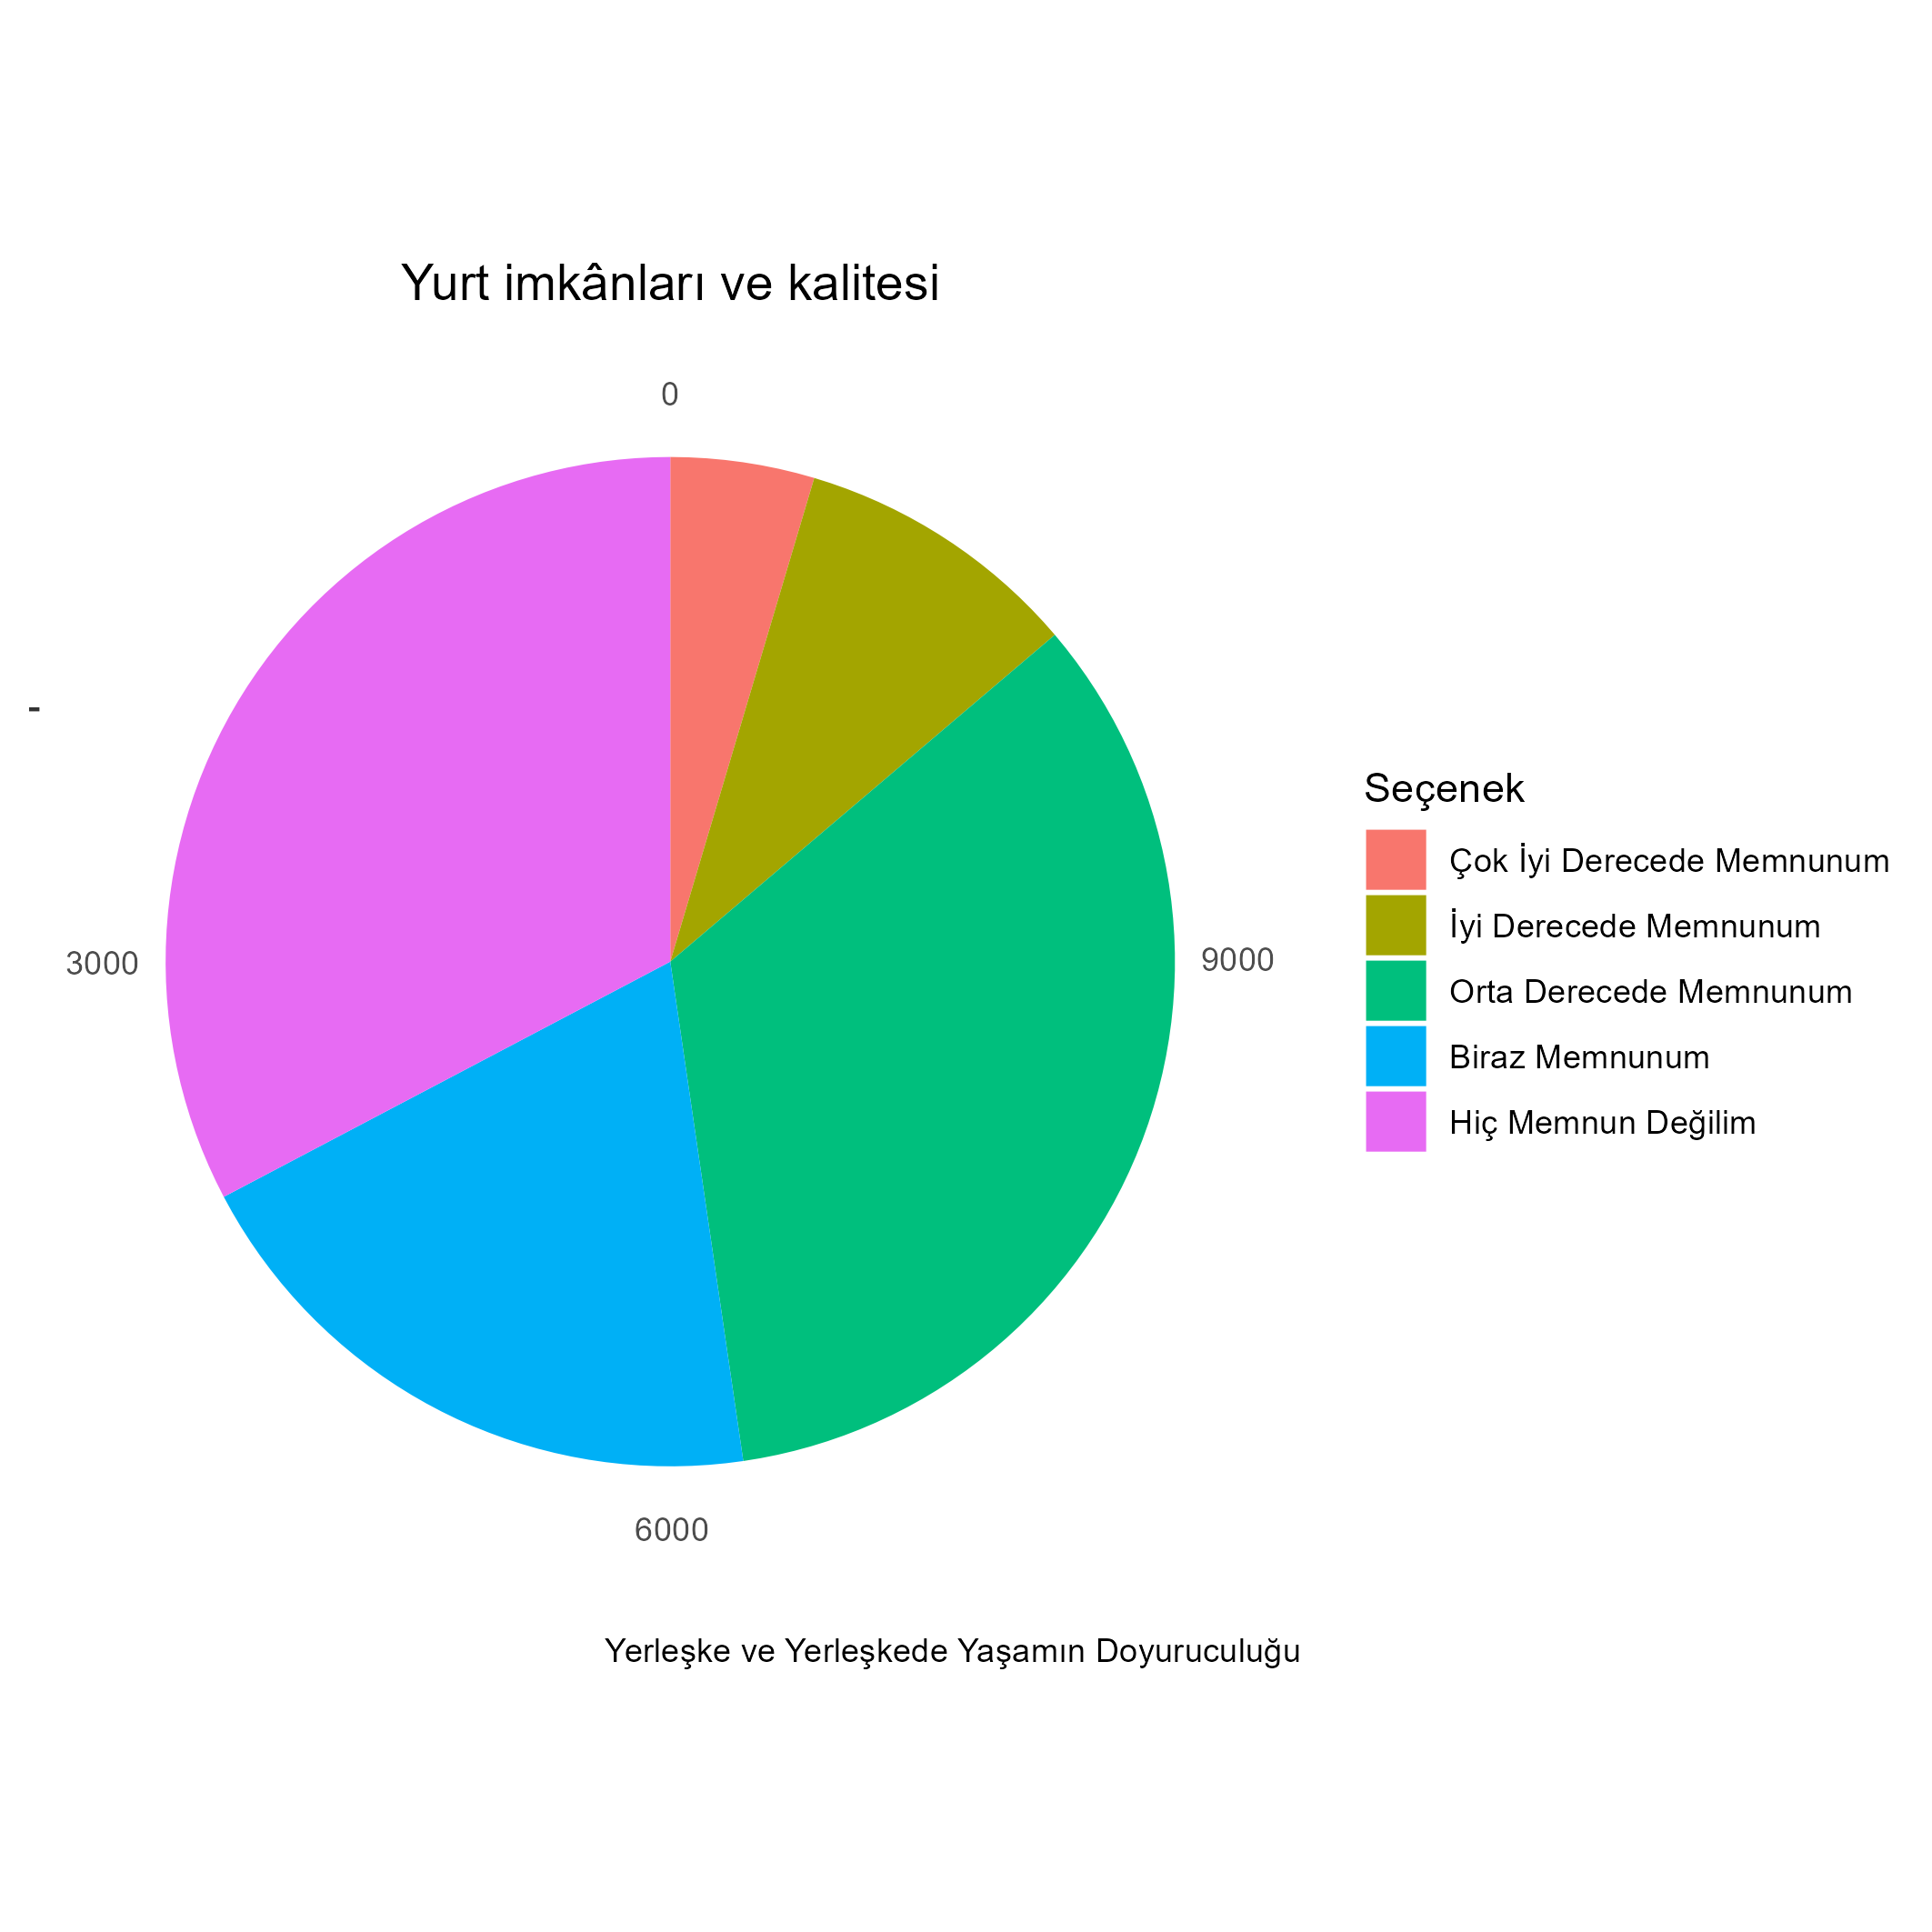 Yurt imkânları ve kalitesi
0
-
3000
9000
6000
Seçenek
Çok İyi Derecede Memnunum
İyi Derecede Memnunum
Orta Derecede Memnunum
Biraz Memnunum
Hiç Memnun Değilim
Yerleşke ve Yerleşkede Yaşamın Doyuruculuğu